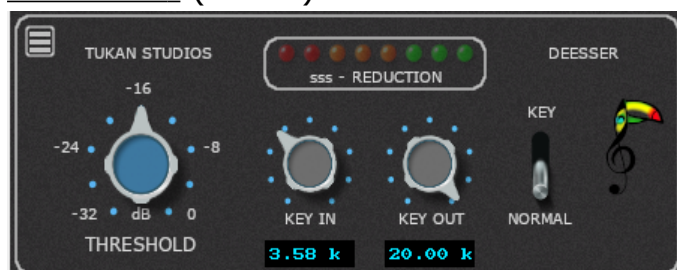 TUKAN STUDIOS
sss - REDUCTION
DEESSER
-16
-24
-8
-32
dB
0
THRESHOLD
KEY IN
3.58 k
KEY OUT
20.00 k
KEY
NORMAL